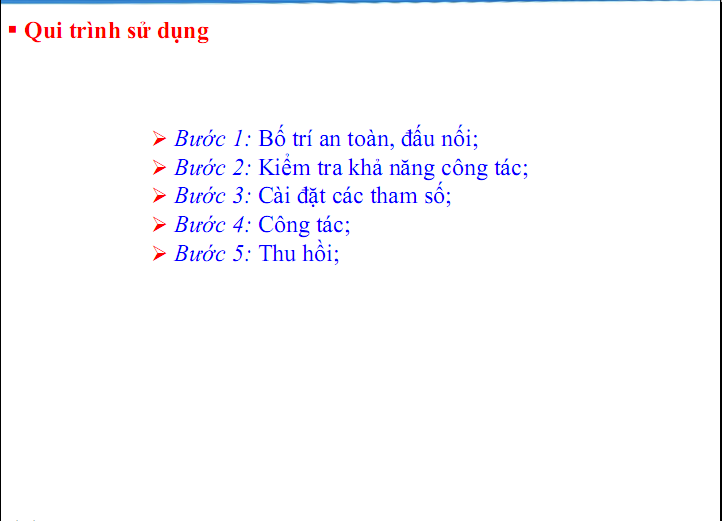 Qui trình sử dụng
Bước 1: Bố trí an toàn, đấu nối;
Bước 2: Kiểm tra khả năng công tác;
Bước 3: Cài đặt các tham số;
Bước 4: Công tác;
Bước 5: Thu hồi;